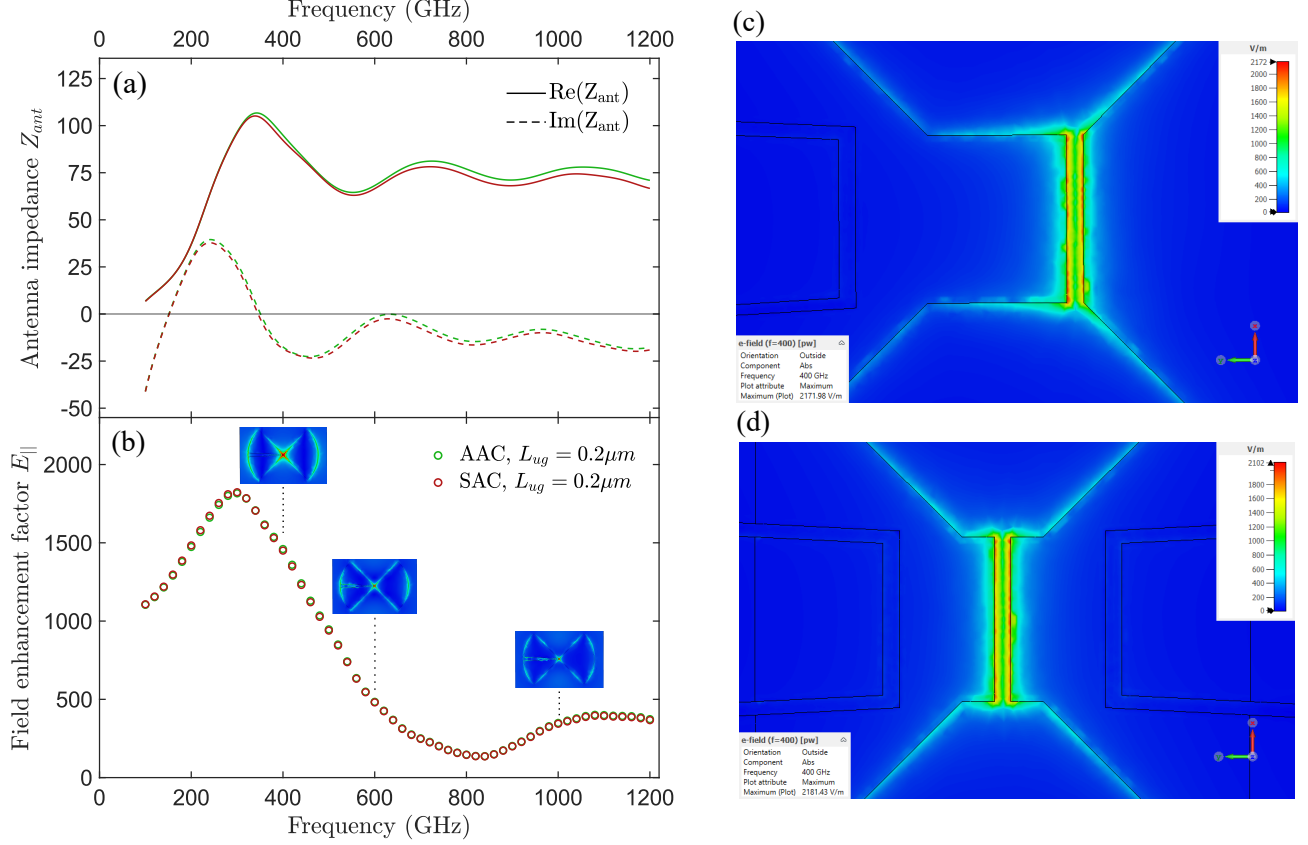 Frequency (GHz)
0 200 400 600 800 1000 1200
(a)
Re(Z_ant)
Im(Z_ant)
Antenna impedance Z_ant
125
100
75
50
25
0
-25
-50
(b)
AAC, L_ug = 0.2μm
SAC, L_ug = 0.2μm
Field enhancement factor E_||
2000
1500
1000
500
0
0 200 400 600 800 1000 1200
Frequency (GHz)
(c)
V/m
2172
2000
1800
1600
1400
1200
1000
800
600
400
200
0
e-field (f=400) [pw]
Orientation Outside
Component Abs
Frequency 400 GHz
Plot attribute Maximum
Maximum (Plot) 2171.98 V/m
(d)
V/m
2102
1800
1600
1400
1200
1000
800
600
400
200
0
e-field (f=400) [pw]
Orientation Outside
Component Abs
Frequency 400 GHz
Plot attribute Maximum
Maximum (Plot) 2181.43 V/m